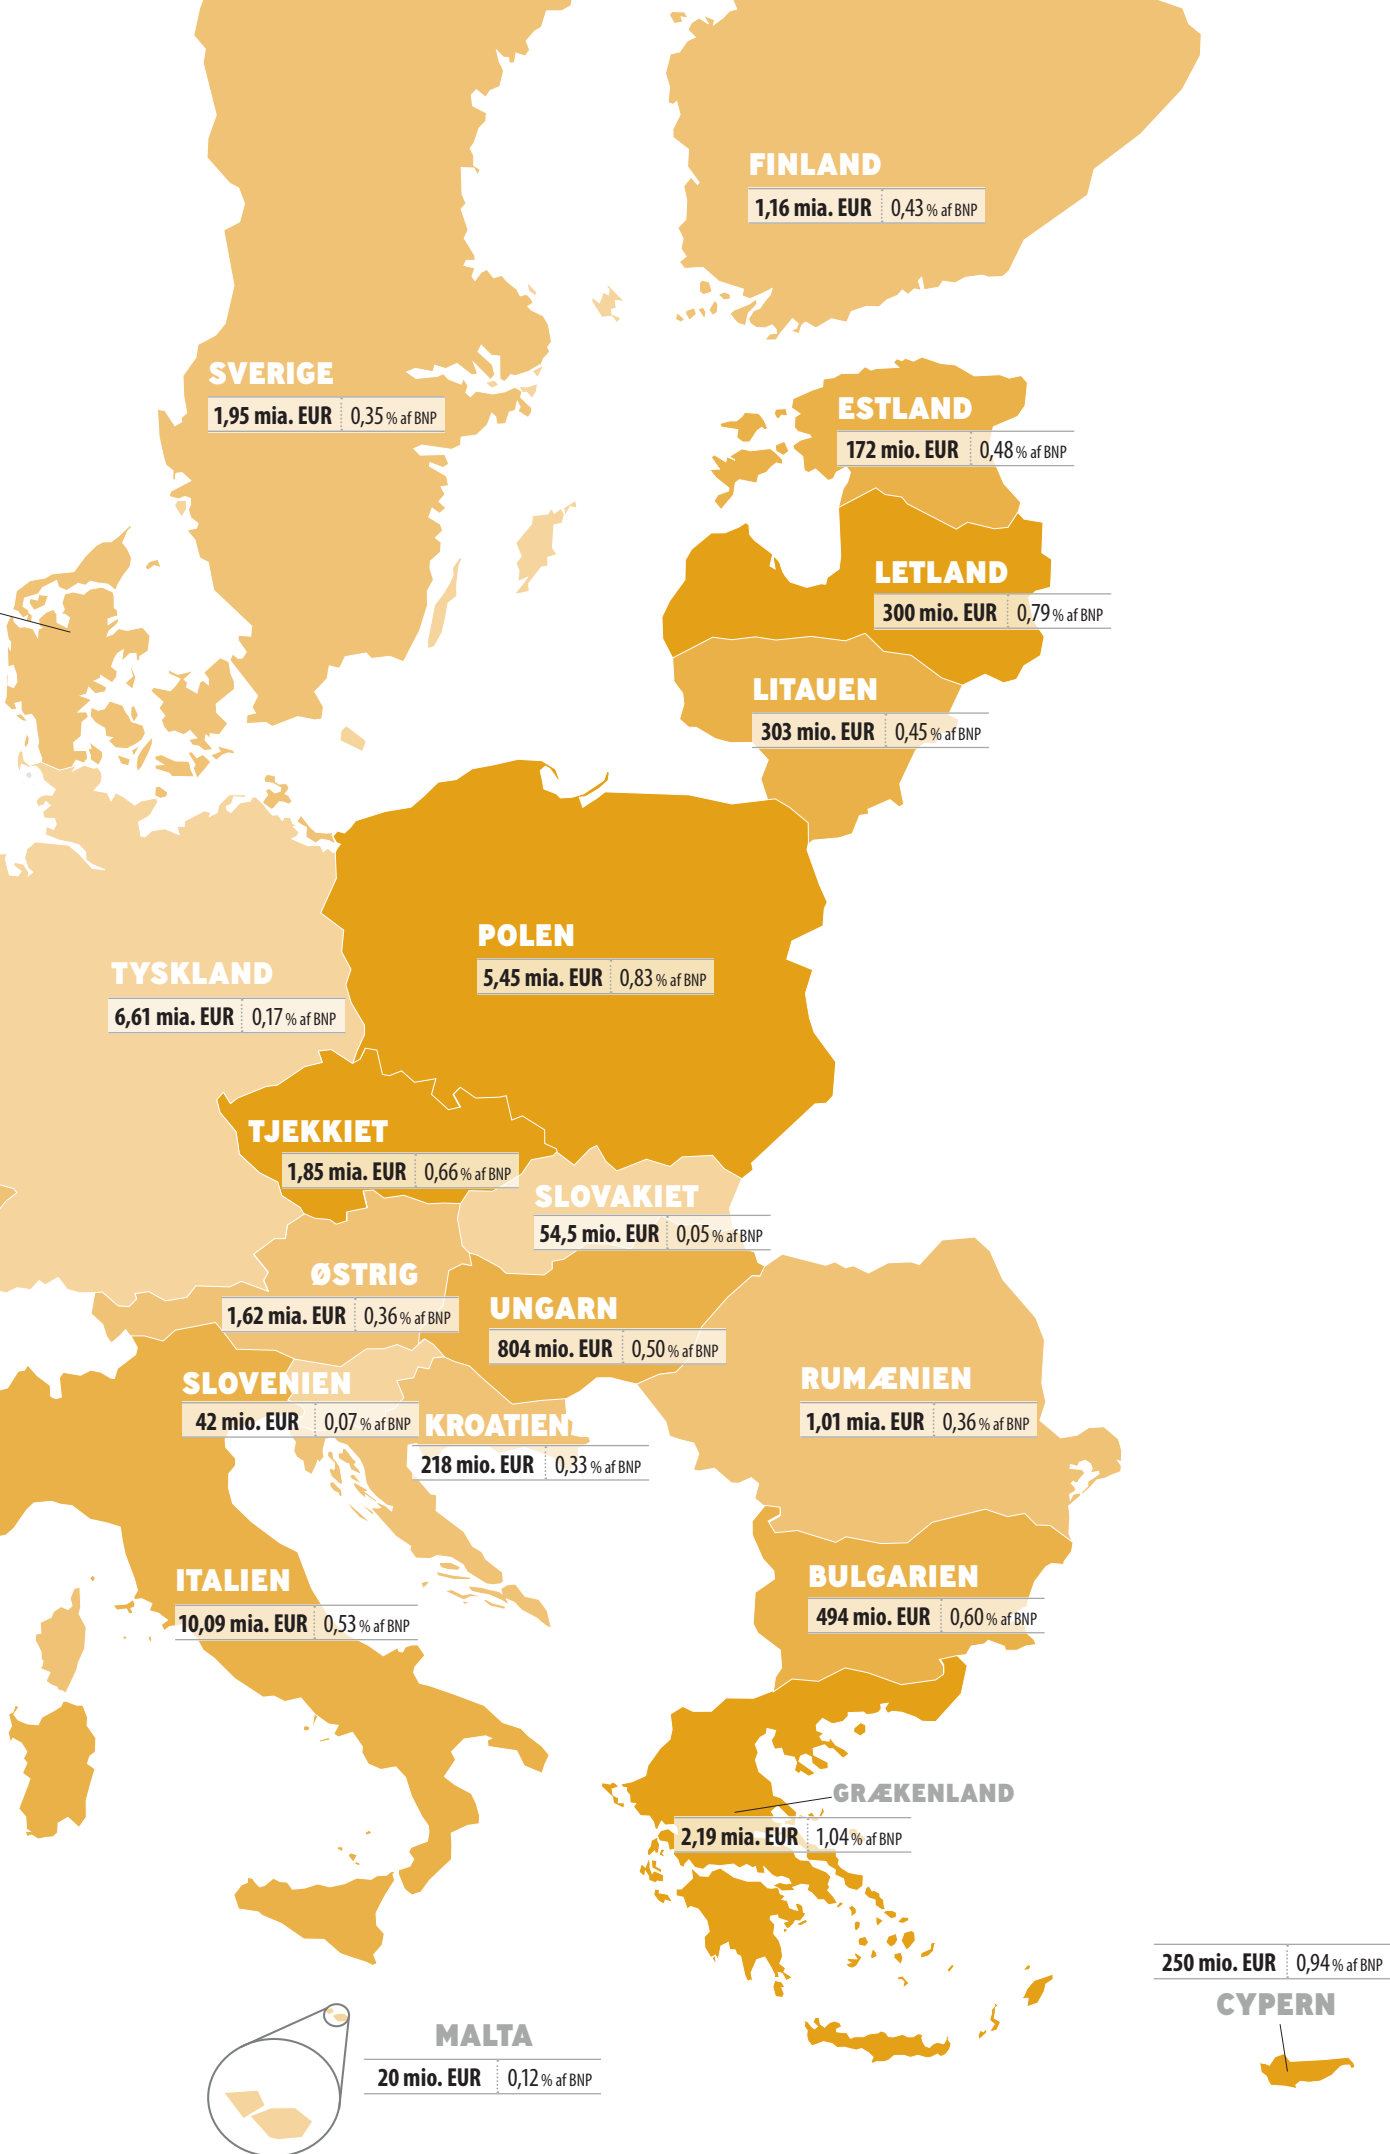 FINLAND
1,16 mia. EUR 0,43 % af BNP
SVERIGE
1,95 mia. EUR 0,35 % af BNP
ESTLAND
172 mio. EUR 0,48 % af BNP
LETLAND
300 mio. EUR 0,79 % af BNP
LITAUEN
303 mio. EUR 0,45 % af BNP
POLEN
5,45 mia. EUR 0,83 % af BNP
TYSKLAND
6,61 mia. EUR 0,17 % af BNP
TJEKKIET
1,85 mia. EUR 0,66 % af BNP
SLOVAKIET
54,5 mio. EUR 0,05 % af BNP
ØSTRIG
1,62 mia. EUR 0,36 % af BNP
UNGARN
804 mio. EUR 0,50 % af BNP
SLOVENIEN
42 mio. EUR 0,07 % af BNP
KROATIEN
218 mio. EUR 0,33 % af BNP
RUMÆNIEN
1,01 mia. EUR 0,36 % af BNP
ITALIEN
10,09 mia. EUR 0,53 % af BNP
BULGARIEN
494 mio. EUR 0,60 % af BNP
GRÆKENLAND
2,19 mia. EUR 1,04 % af BNP
250 mio. EUR 0,94 % af BNP
CYPERN
MALTA
20 mio. EUR 0,12 % af BNP